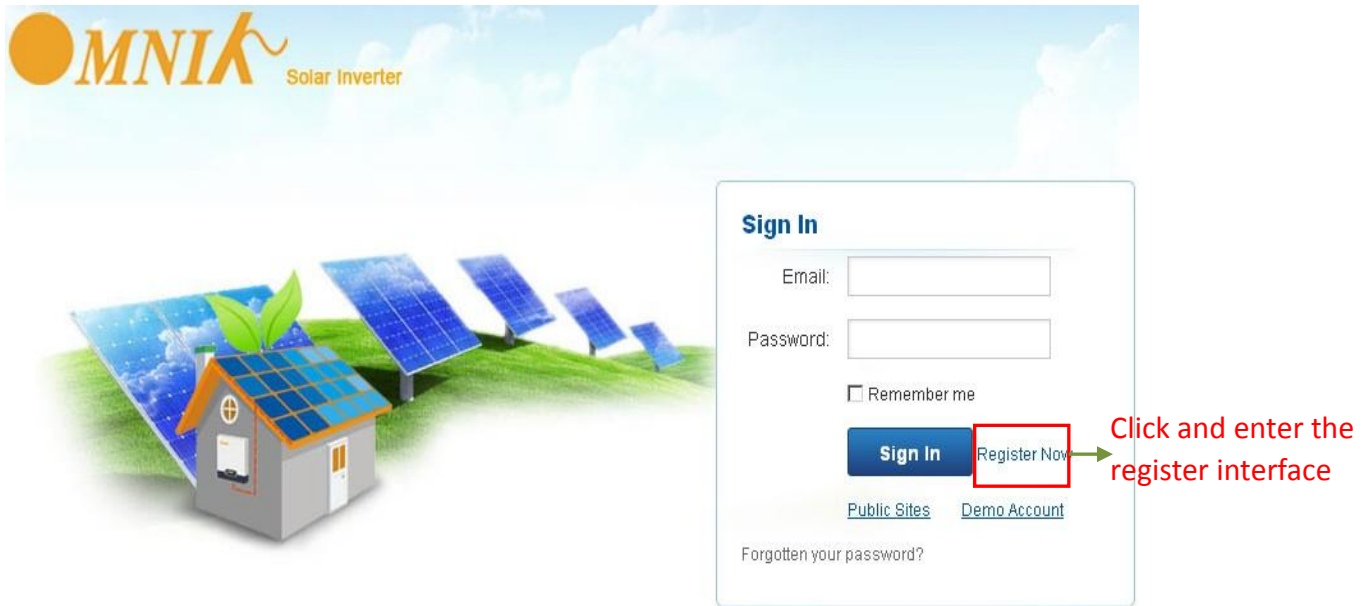 OMNIK Solar Inverter
Sign In
Email:
Password:
Remember me
Sign In Register Now
Click and enter the
register interface
Public Sites Demo Account
Forgotten your password?